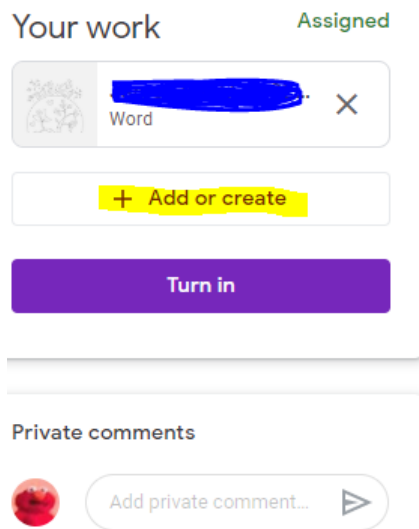 Your work
Assigned
Word
+ Add or create
Turn in
Private comments
Add private comment...